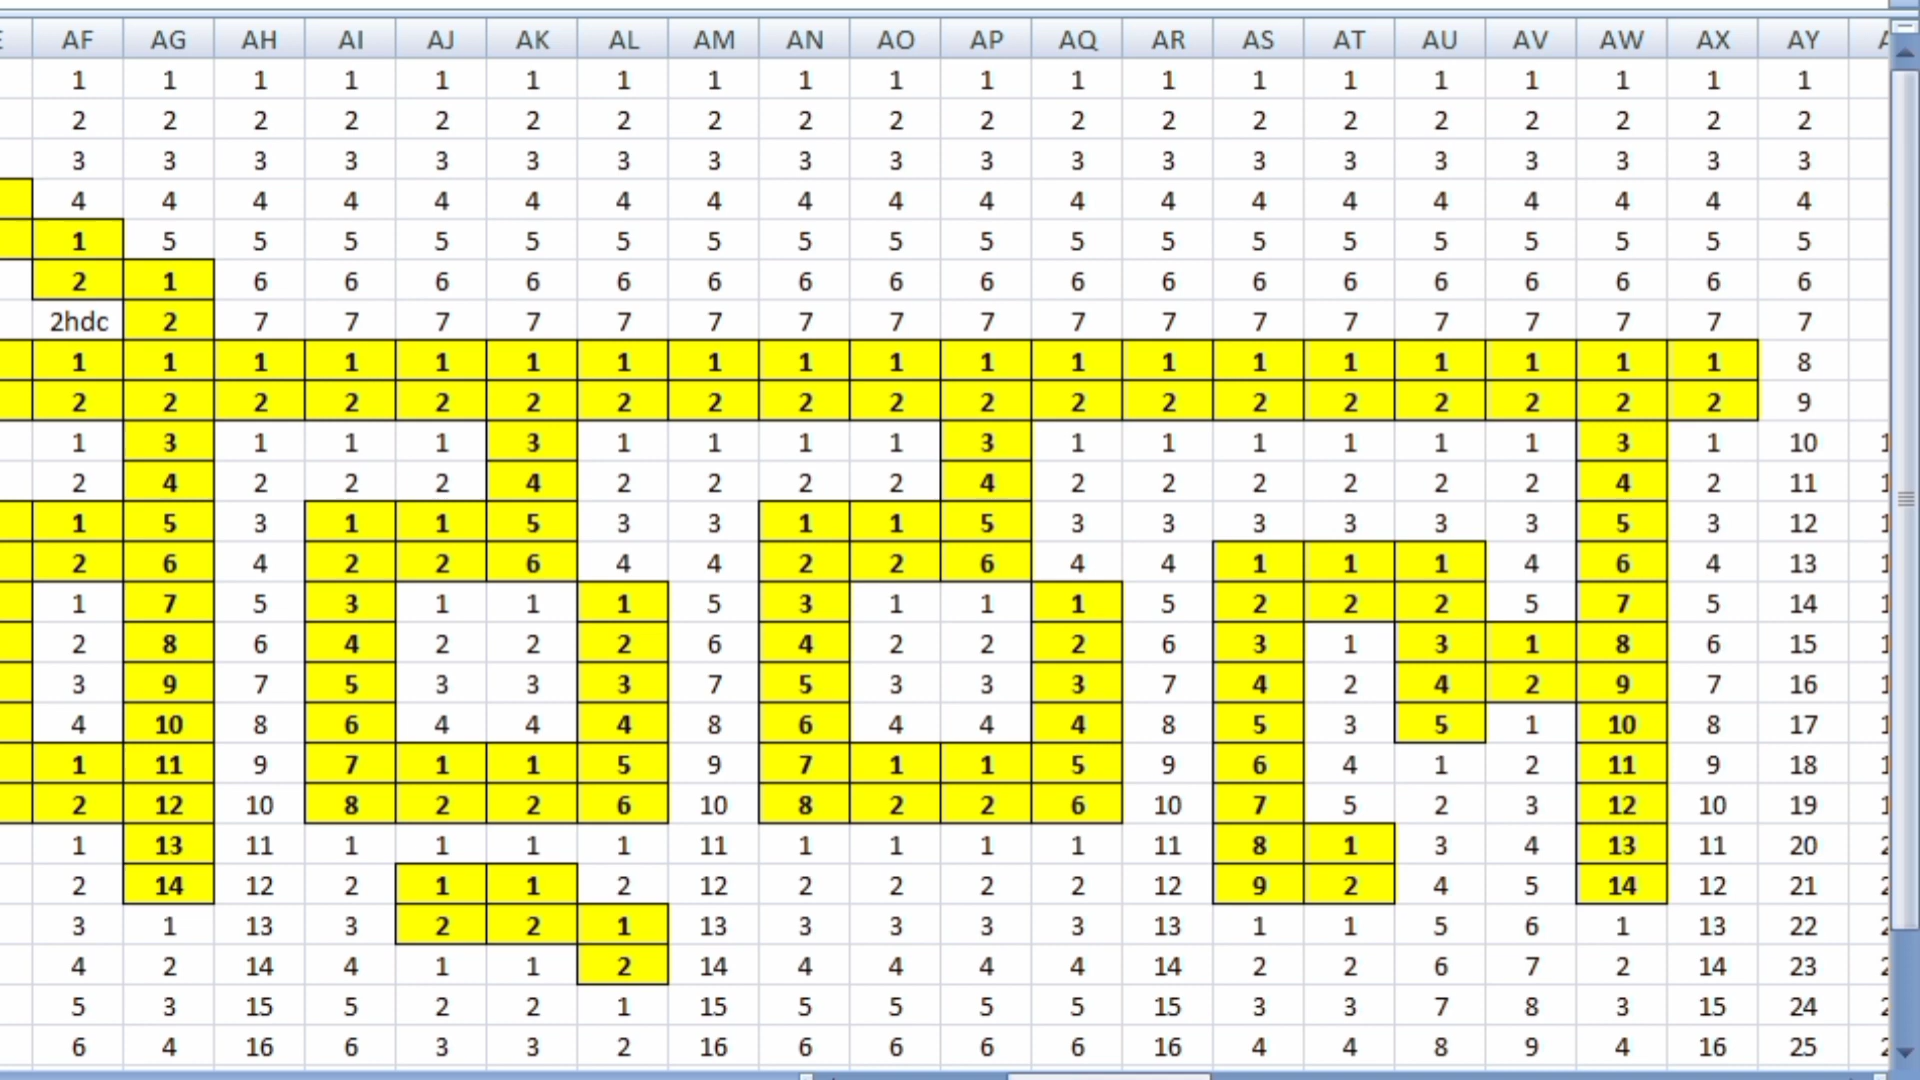 AF AG AH AI AJ AK AL AM AN AO AP AQ AR AS AT AU AV AW AX AY
1 1 1 1 1 1 1 1 1 1 1 1 1 1 1 1 1 1 1 1
2 2 2 2 2 2 2 2 2 2 2 2 2 2 2 2 2 2 2 2
3 3 3 3 3 3 3 3 3 3 3 3 3 3 3 3 3 3 3 3
4 4 4 4 4 4 4 4 4 4 4 4 4 4 4 4 4 4 4 4
1 5 5 5 5 5 5 5 5 5 5 5 5 5 5 5 5 5 5 5
2 1 6 6 6 6 6 6 6 6 6 6 6 6 6 6 6 6 6 6
2hdc 2 7 7 7 7 7 7 7 7 7 7 7 7 7 7 7 7 7 7
1 1 1 1 1 1 1 1 1 1 1 1 1 1 1 1 1 1 1 8
2 2 2 2 2 2 2 2 2 2 2 2 2 2 2 2 2 2 2 9
1 3 1 1 1 3 1 1 1 1 3 1 1 1 1 1 1 3 1 10
2 4 2 2 2 4 2 2 2 2 4 2 2 2 2 2 2 4 2 11
1 5 3 1 1 5 3 3 1 1 5 3 3 3 3 3 3 5 3 12
2 6 4 2 2 6 4 4 2 2 6 4 4 1 1 1 4 6 4 13
1 7 5 3 1 1 1 5 3 1 1 1 5 2 2 2 5 7 5 14
2 8 6 4 2 2 2 6 4 2 2 2 6 3 1 3 1 8 6 15
3 9 7 5 3 3 3 7 5 3 3 3 7 4 2 4 2 9 7 16
4 10 8 6 4 4 4 8 6 4 4 4 8 5 3 5 1 10 8 17
1 11 9 7 1 1 5 9 7 1 1 5 9 6 4 1 2 11 9 18
2 12 10 8 2 2 6 10 8 2 2 6 10 7 5 2 3 12 10 19
1 13 11 1 1 1 1 11 1 1 1 1 11 8 1 3 4 13 11 20
2 14 12 2 1 1 2 12 2 2 2 2 12 9 2 4 5 14 12 21
3 1 13 3 2 2 1 13 3 3 3 3 13 1 1 5 6 1 13 22
4 2 14 4 1 1 2 14 4 4 4 4 14 2 2 6 7 2 14 23
5 3 15 5 2 2 1 15 5 5 5 5 15 3 3 7 8 3 15 24
6 4 16 6 3 3 2 16 6 6 6 6 16 4 4 8 9 4 16 25